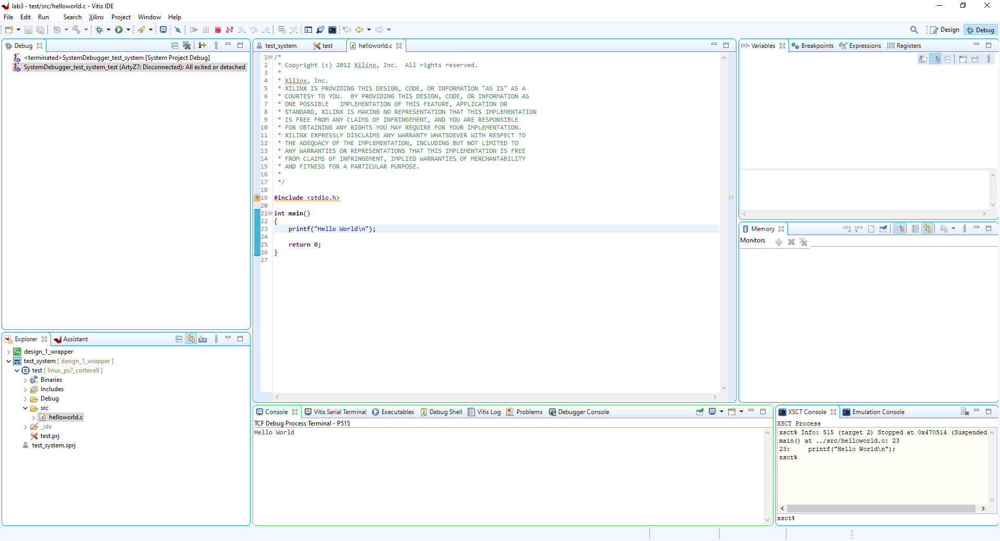 lab3 - test/src/helloworld.c - Vitis IDE
File Edit Run Search Xilinx Project Window Help
Design Debug
Debug
<terminated>SystemDebugger_test_system [System Project Debug]
SystemDebugger_test_system_test (ArtyZ7: Disconnected): All exited or detached
test_system test helloworld.c
1 /*
2 * Copyright (c) 2012 Xilinx, Inc.  All rights reserved.
3 *
4 * Xilinx, Inc.
5 * XILINX IS PROVIDING THIS DESIGN, CODE, OR INFORMATION "AS IS" AS A
6 * COURTESY TO YOU.  BY PROVIDING THIS DESIGN, CODE, OR INFORMATION AS
7 * ONE POSSIBLE   IMPLEMENTATION OF THIS FEATURE, APPLICATION OR
8 * STANDARD, XILINX IS MAKING NO REPRESENTATION THAT THIS IMPLEMENTATION
9 * IS FREE FROM ANY CLAIMS OF INFRINGEMENT, AND YOU ARE RESPONSIBLE
10 * FOR OBTAINING ANY RIGHTS YOU MAY REQUIRE FOR YOUR IMPLEMENTATION.
11 * XILINX EXPRESSLY DISCLAIMS ANY WARRANTY WHATSOEVER WITH RESPECT TO
12 * THE ADEQUACY OF THE IMPLEMENTATION, INCLUDING BUT NOT LIMITED TO
13 * ANY WARRANTIES OR REPRESENTATIONS THAT THIS IMPLEMENTATION IS FREE
14 * FROM CLAIMS OF INFRINGEMENT, IMPLIED WARRANTIES OF MERCHANTABILITY
15 * AND FITNESS FOR A PARTICULAR PURPOSE.
16 *
17 */
18
19 #include <stdio.h>
20
21 int main()
22 {
23     printf("Hello World\n");
24
25     return 0;
26 }
27
(x)= Variables Breakpoints Expressions Registers
Memory
Monitors
Explorer Assistant
design_1_wrapper
test_system [ design_1_wrapper ]
test [ linux_ps7_cortexa9 ]
Binaries
Includes
Debug
src
helloworld.c
_ide
test.prj
test_system.sprj
Console Vitis Serial Terminal Executables Debug Shell Vitis Log Problems Debugger Console
TCF Debug Process Terminal - P515
Hello World
XSCT Console Emulation Console
XSCT Process
xsct% Info: 515 (target 2) Stopped at 0x470514 (Suspended
main() at ../src/helloworld.c: 23
23:     printf("Hello World\n");
xsct%
xsct%